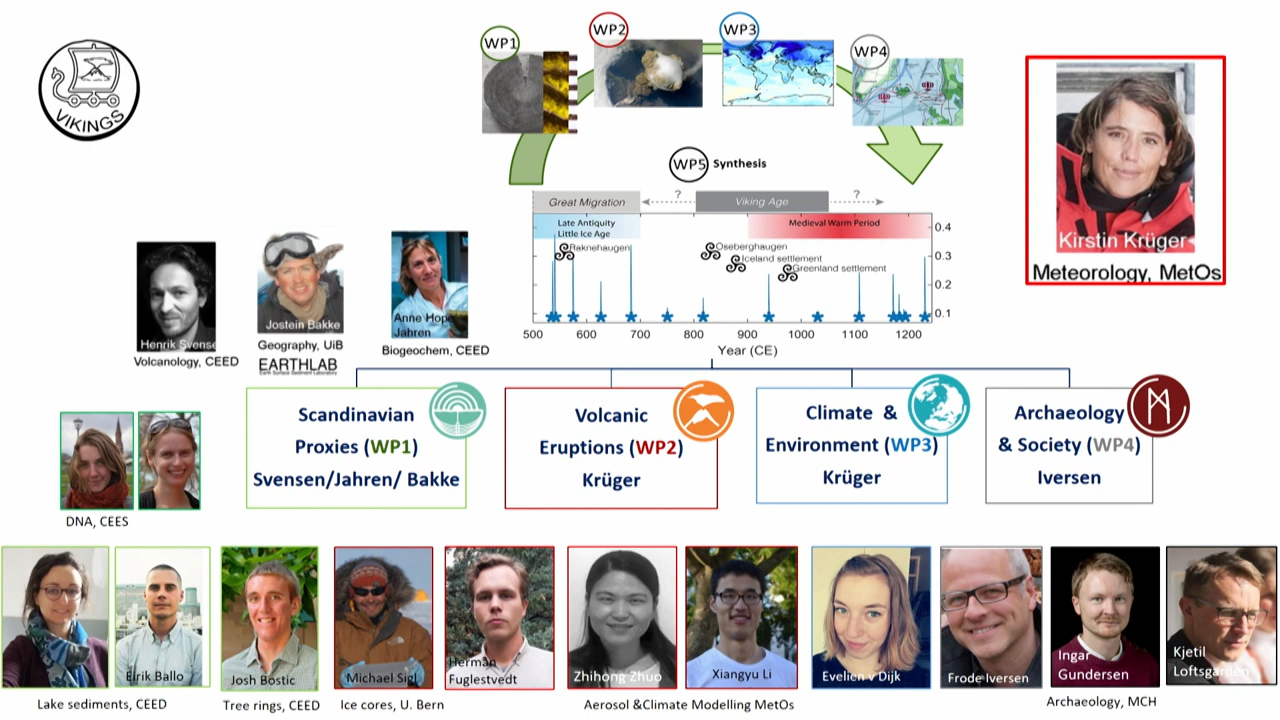 VIKINGS
WP1
WP2
WP3
WP4
WP5 Synthesis
Great Migration
?
Viking Age
?
Late Antiquity
Little Ice Age
Medieval Warm Period
Raknehaugen
Oseberghaugen
Iceland settlement
Greenland settlement
0.4
0.3
0.2
0.1
500 600 700 800 900 1000 1100 1200
Year (CE)
Kirstin Krüger
Meteorology, MetOs
Henrik Svense
Volcanology, CEED
Jostein Bakke
Geography, UiB
EARTHLAB
Earth Surface Sediment Laboratory
Anne Hope
Jahren
Biogeochem, CEED
Scandinavian
Proxies (WP1)
Svensen/Jahren/ Bakke
Volcanic
Eruptions (WP2)
Krüger
Climate &
Environment (WP3)
Krüger
Archaeology
& Society (WP4)
Iversen
DNA, CEES
Eirik Ballo
Josh Bostic
Michael Sigl
Herman
Fuglestvedt
Zhihong Zhuo
Xiangyu Li
Evelien v Dijk
Frode Iversen
Ingar
Gundersen
Kjetil
Loftsgarden
Lake sediments, CEED
Tree rings, CEED
Ice cores, U. Bern
Aerosol &Climate Modelling MetOs
Archaeology, MCH